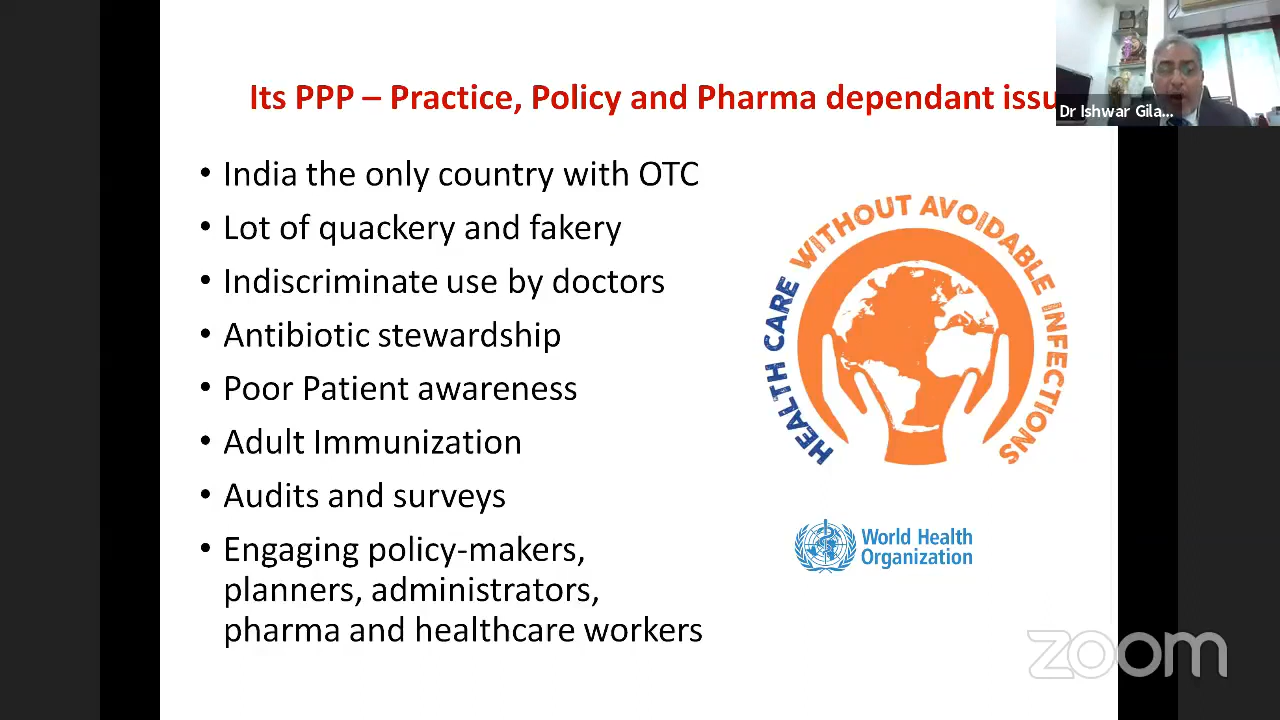 Its PPP – Practice, Policy and Pharma dependant issu
Dr Ishwar Gila...
• India the only country with OTC
• Lot of quackery and fakery
• Indiscriminate use by doctors
• Antibiotic stewardship
• Poor Patient awareness
• Adult Immunization
• Audits and surveys
• Engaging policy-makers,
planners, administrators,
pharma and healthcare workers
HEALTH CARE WITHOUT AVOIDABLE INFECTIONS
World Health
Organization
zoom